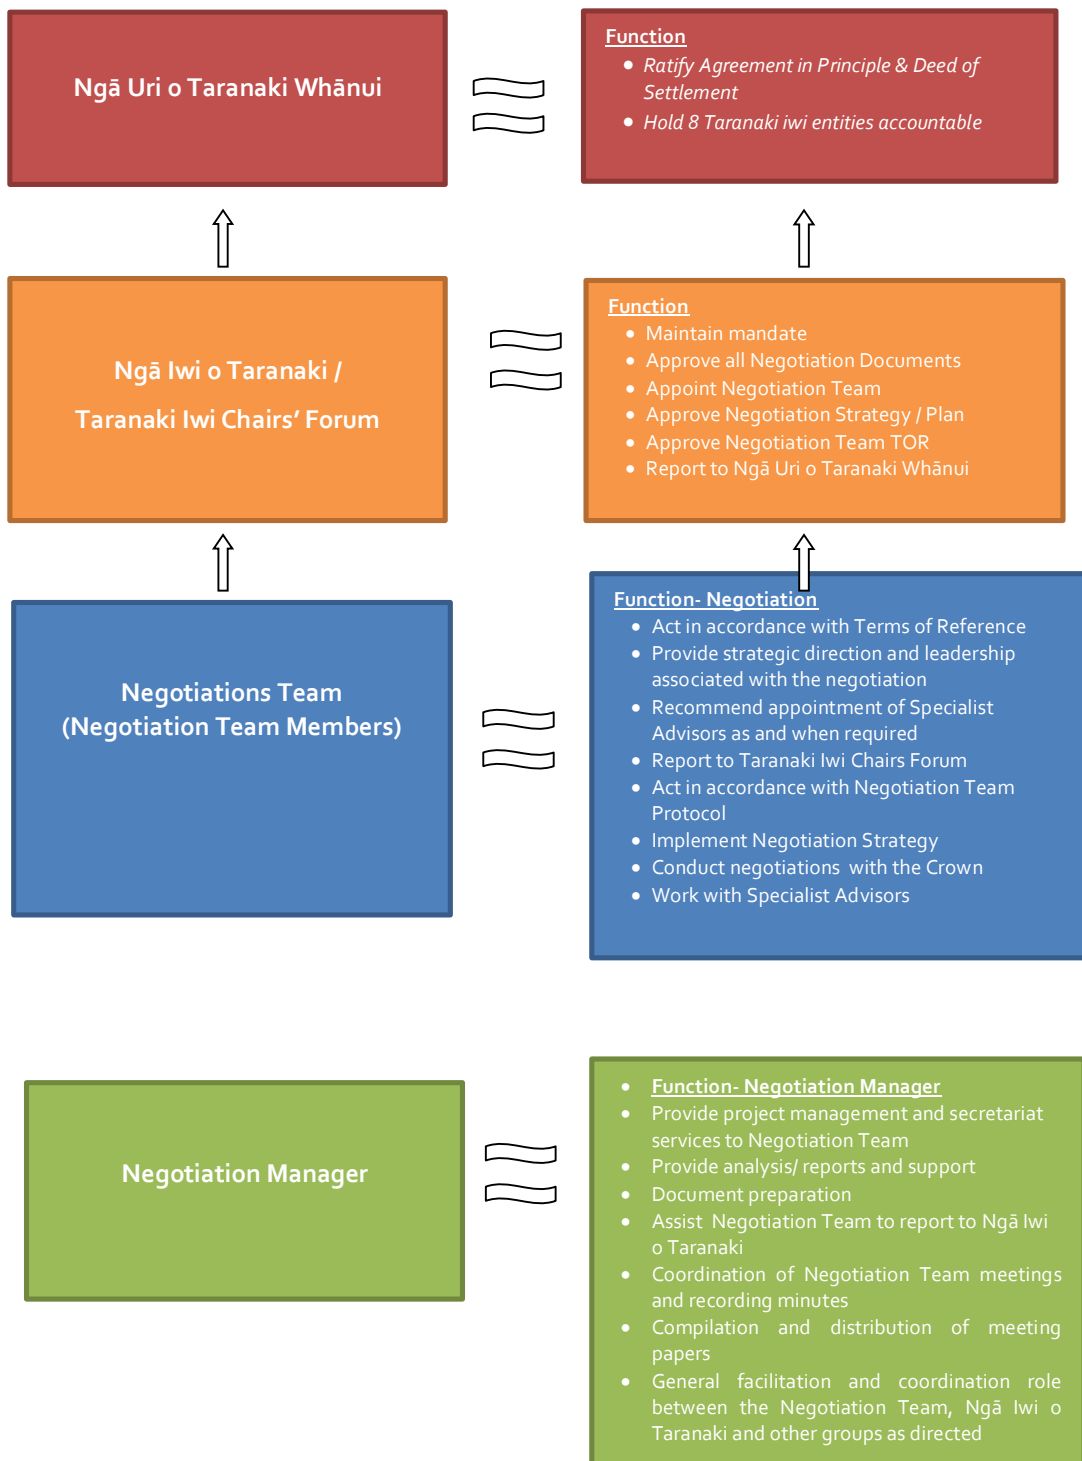 Ngā Uri o Taranaki Whānui
Function
• Ratify Agreement in Principle & Deed of
Settlement
• Hold 8 Taranaki iwi entities accountable
Ngā Iwi o Taranaki /
Taranaki Iwi Chairs’ Forum
Function
• Maintain mandate
• Approve all Negotiation Documents
• Appoint Negotiation Team
• Approve Negotiation Strategy / Plan
• Approve Negotiation Team TOR
• Report to Ngā Uri o Taranaki Whānui
Negotiations Team
(Negotiation Team Members)
Function- Negotiation
• Act in accordance with Terms of Reference
• Provide strategic direction and leadership
associated with the negotiation
• Recommend appointment of Specialist
Advisors as and when required
• Report to Taranaki Iwi Chairs Forum
• Act in accordance with Negotiation Team
Protocol
• Implement Negotiation Strategy
• Conduct negotiations with the Crown
• Work with Specialist Advisors
Negotiation Manager
• Function- Negotiation Manager
• Provide project management and secretariat
services to Negotiation Team
• Provide analysis/ reports and support
• Document preparation
• Assist Negotiation Team to report to Ngā Iwi
o Taranaki
• Coordination of Negotiation Team meetings
and recording minutes
• Compilation and distribution of meeting
papers
• General facilitation and coordination role
between the Negotiation Team, Ngā Iwi o
Taranaki and other groups as directed